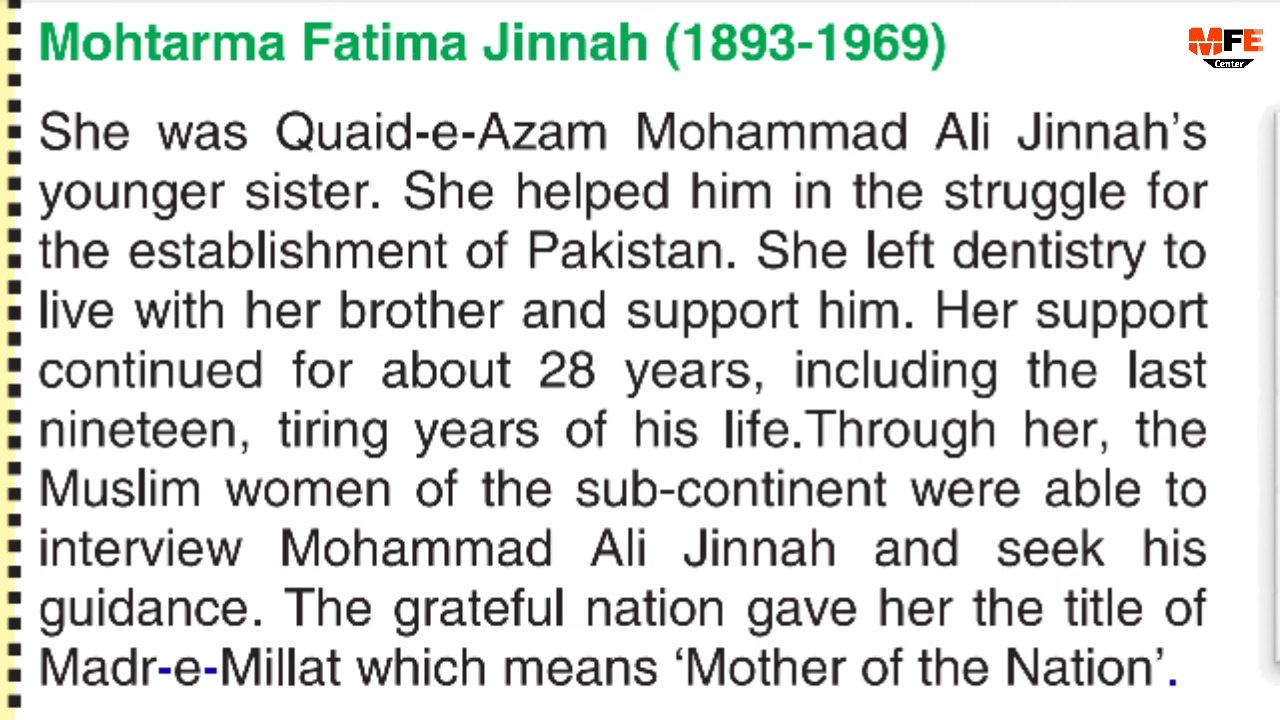 Mohtarma Fatima Jinnah (1893-1969)
MFE
Center
She was Quaid-e-Azam Mohammad Ali Jinnah's
younger sister. She helped him in the struggle for
the establishment of Pakistan. She left dentistry to
live with her brother and support him. Her support
continued for about 28 years, including the last
nineteen, tiring years of his life.Through her, the
Muslim women of the sub-continent were able to
interview Mohammad Ali Jinnah and seek his
guidance. The grateful nation gave her the title of
Madr-e-Millat which means ‘Mother of the Nation’.